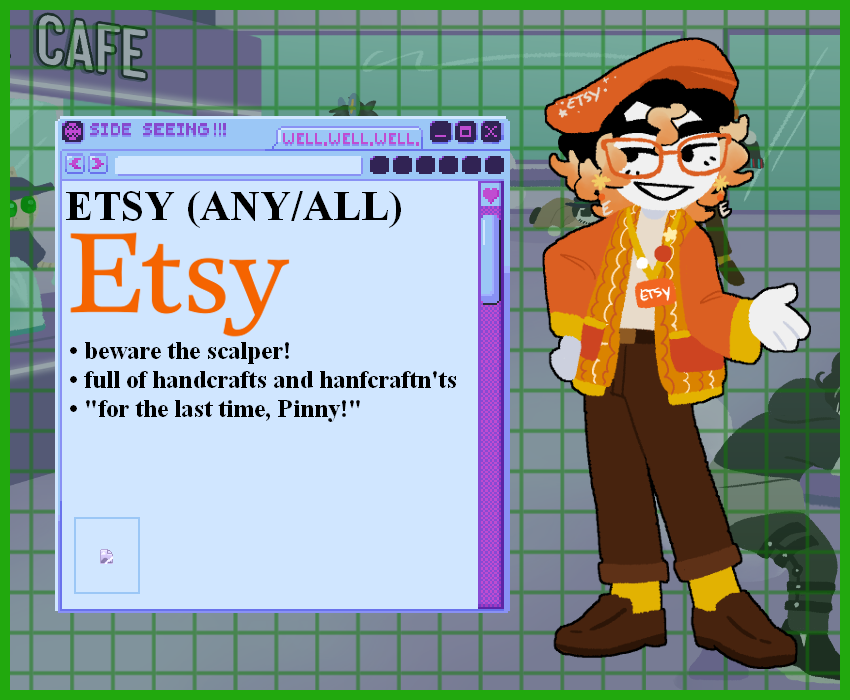 CAFE
SIDE SEEING!!!
WELL.WELL.WELL.
ETSY (ANY/ALL)
Etsy
• beware the scalper!
• full of handcrafts and hanfcraftn'ts
• "for the last time, Pinny!"
ETSY
E
E
ETSY